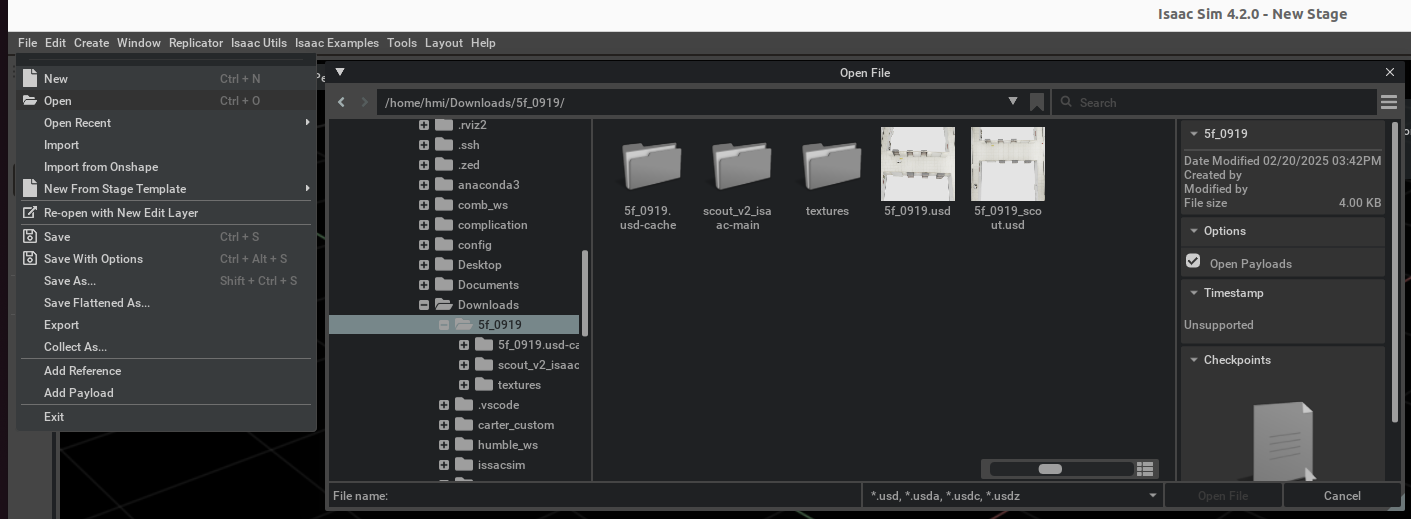 Isaac Sim 4.2.0 - New Stage
File Edit Create Window Replicator Isaac Utils Isaac Examples Tools Layout Help
New Ctrl + N
Open Ctrl + O
Open Recent
Import
Import from Onshape
New From Stage Template
Re-open with New Edit Layer
Save Ctrl + S
Save With Options Ctrl + Alt + S
Save As... Shift + Ctrl + S
Save Flattened As...
Export
Collect As...
Add Reference
Add Payload
Exit
Open File
/home/hmi/Downloads/5f_0919/
Search
.rviz2
.ssh
.zed
anaconda3
comb_ws
complication
config
Desktop
Documents
Downloads
5f_0919
5f_0919.usd-ca
scout_v2_isaac
textures
.vscode
carter_custom
humble_ws
issacsim
5f_0919.
usd-cache
scout_v2_isa
ac-main
textures
5f_0919.usd
5f_0919_sco
ut.usd
5f_0919
Date Modified 02/20/2025 03:42PM
Created by
Modified by
File size 4.00 KB
Options
Open Payloads
Timestamp
Unsupported
Checkpoints
File name:
*.usd, *.usda, *.usdc, *.usdz
Open File
Cancel